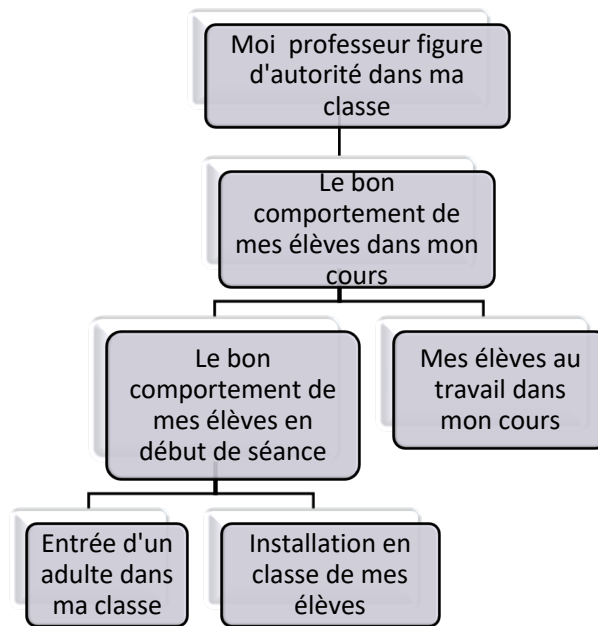 Moi professeur figure
d'autorité dans ma
classe
Le bon
comportement de
mes élèves dans mon
cours
Le bon
comportement de
mes élèves en
début de séance
Mes élèves au
travail dans
mon cours
Entrée d'un
adulte dans
ma classe
Installation en
classe de mes
élèves